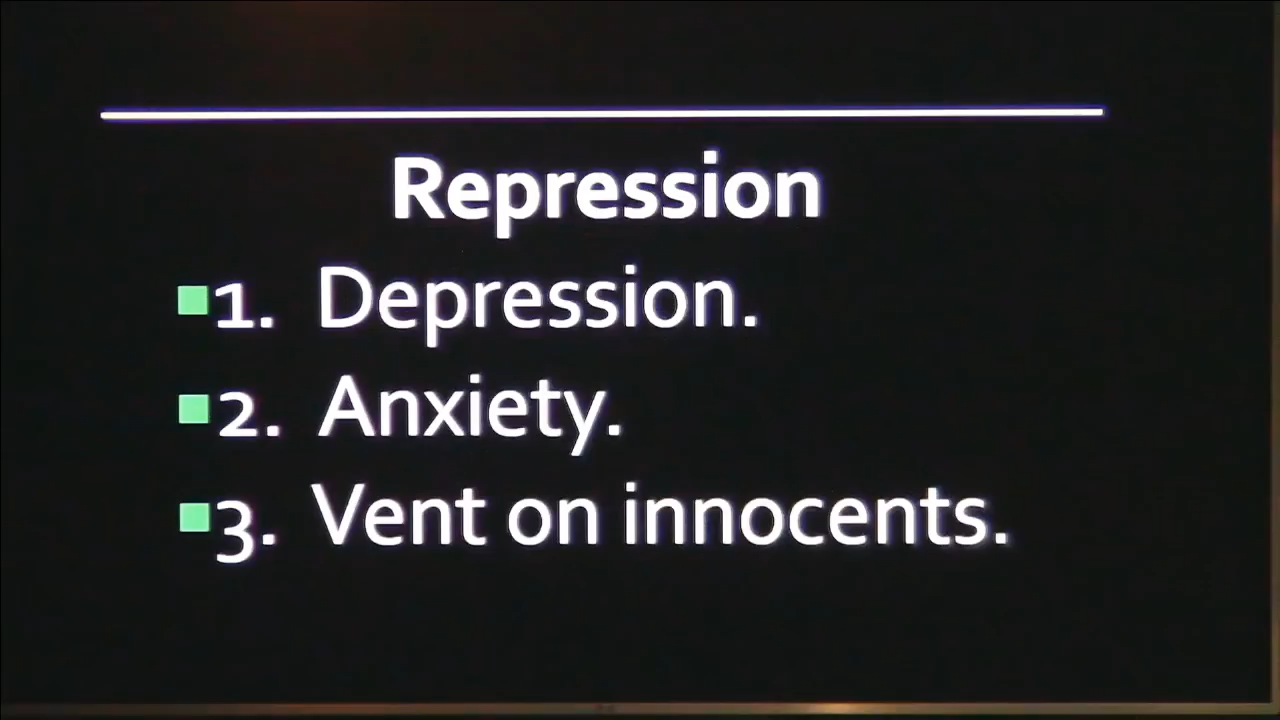 Repression
1. Depression.
2. Anxiety.
3. Vent on innocents.